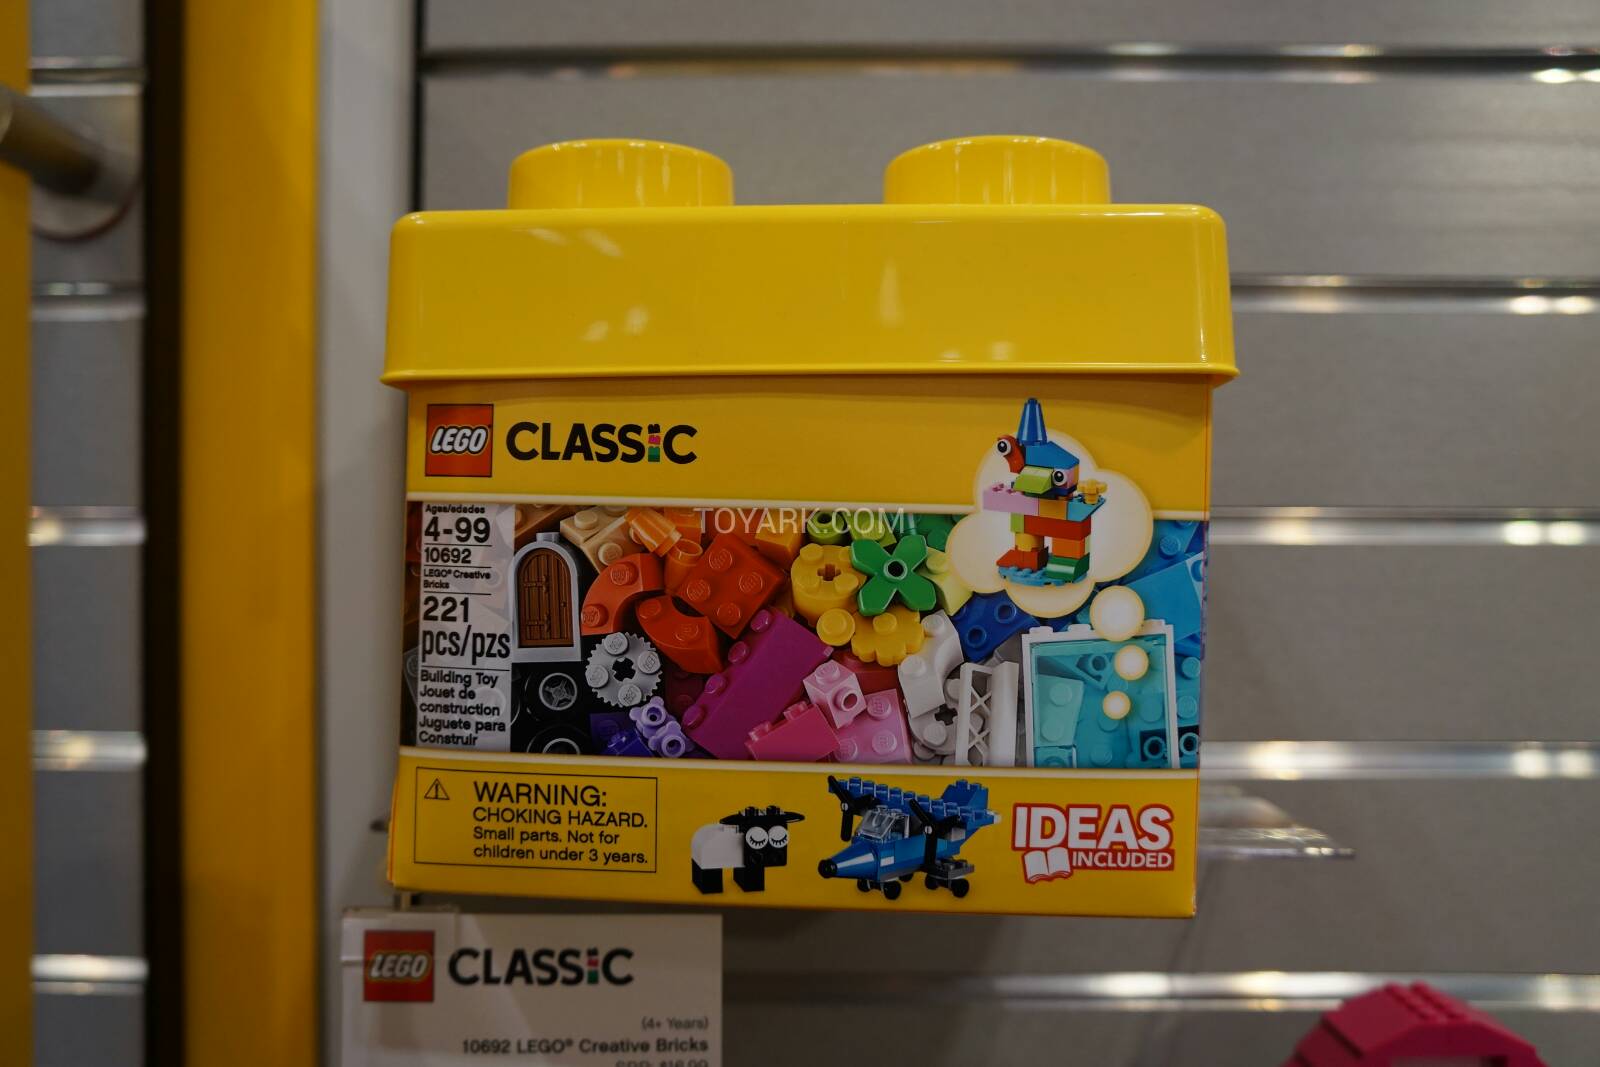 LEGO CLASSIC
Ages/edades
4-99
10692
LEGO® Creative
Bricks
221
pcs/pzs
Building Toy
Jouet de
construction
Juguete para
Construir
TOYARK.COM
WARNING:
CHOKING HAZARD.
Small parts. Not for
children under 3 years.
IDEAS
INCLUDED
LEGO CLASSIC
(4+ Years)
10692 LEGO® Creative Bricks